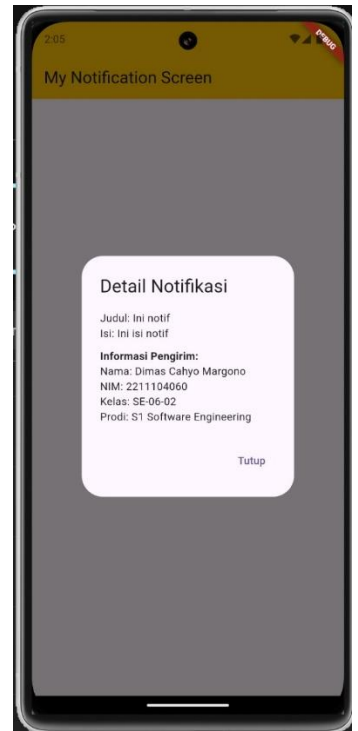 2:05
DEBUG
My Notification Screen
Detail Notifikasi
Judul: Ini notif
Isi: Ini isi notif
Informasi Pengirim:
Nama: Dimas Cahyo Margono
NIM: 2211104060
Kelas: SE-06-02
Prodi: S1 Software Engineering
Tutup